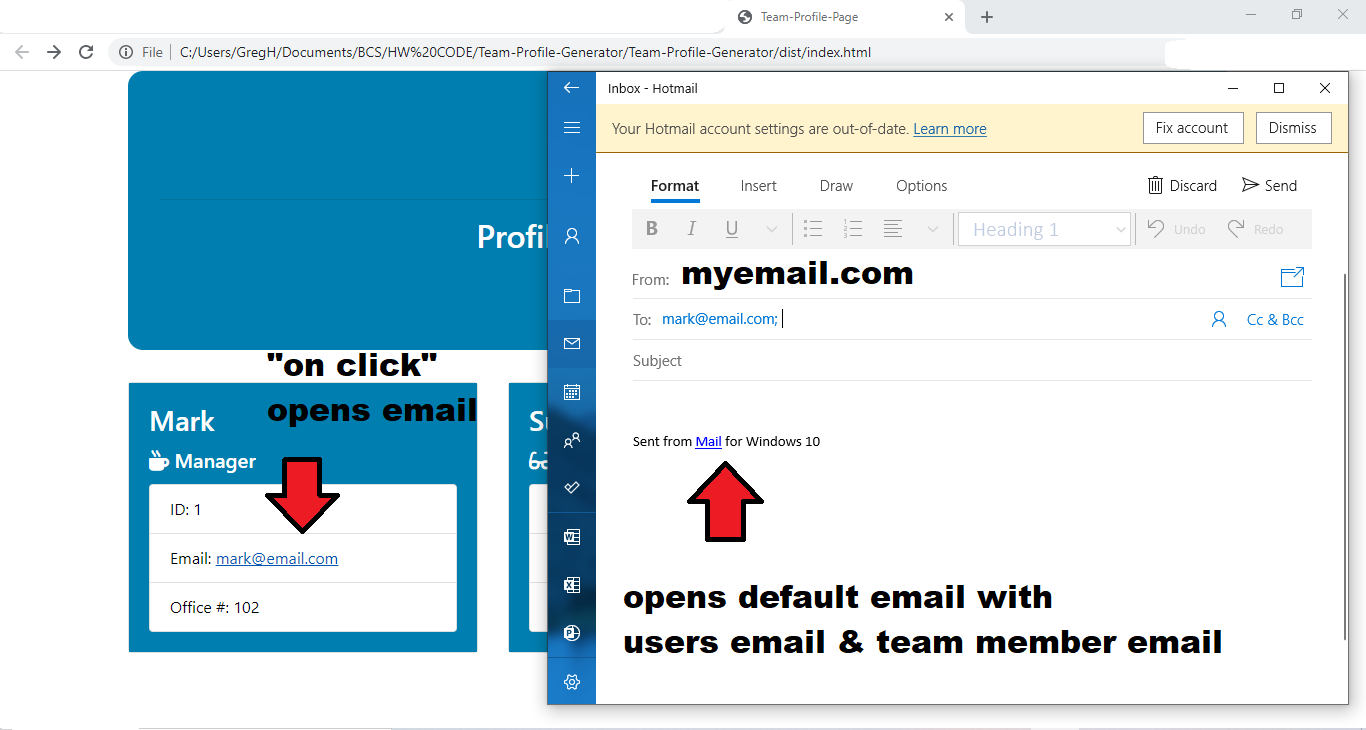 Team-Profile-Page
File
C:/Users/GregH/Documents/BCS/HW%20CODE/Team-Profile-Generator/Team-Profile-Generator/dist/index.html
Profi
"on click"
opens email
Mark
Manager
ID: 1
Email: mark@email.com
Office #: 102
Inbox - Hotmail
Your Hotmail account settings are out-of-date. Learn more
Fix account
Dismiss
Format Insert Draw Options
Discard Send
B I U
Heading 1
Undo Redo
From: myemail.com
To: mark@email.com;
Cc & Bcc
Subject
Sent from Mail for Windows 10
opens default email with
users email & team member email